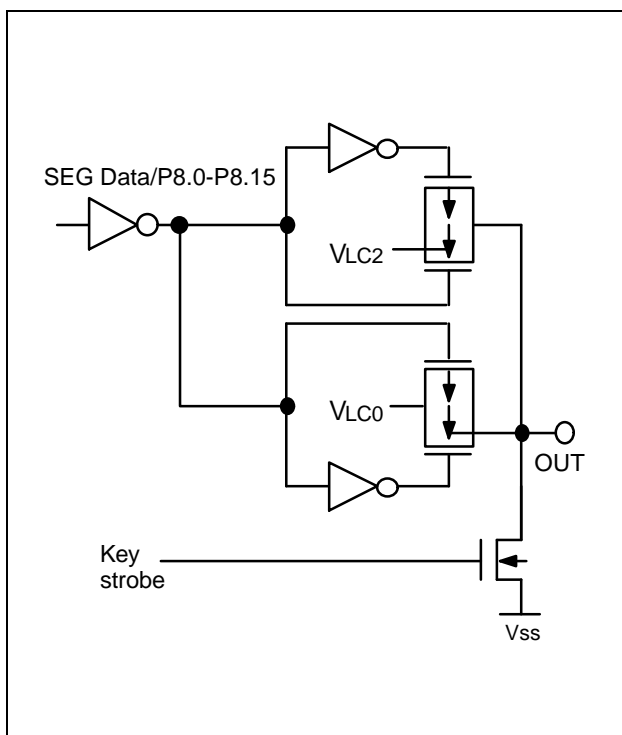 SEG Data/P8.0-P8.15
VLC2
VLC0
OUT
Key
strobe
Vss